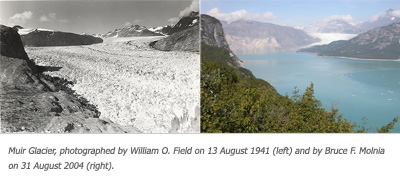 Muir Glacier, photographed by William O. Field on 13 August 1941 (left) and by Bruce F. Molnia
on 31 August 2004 (right).